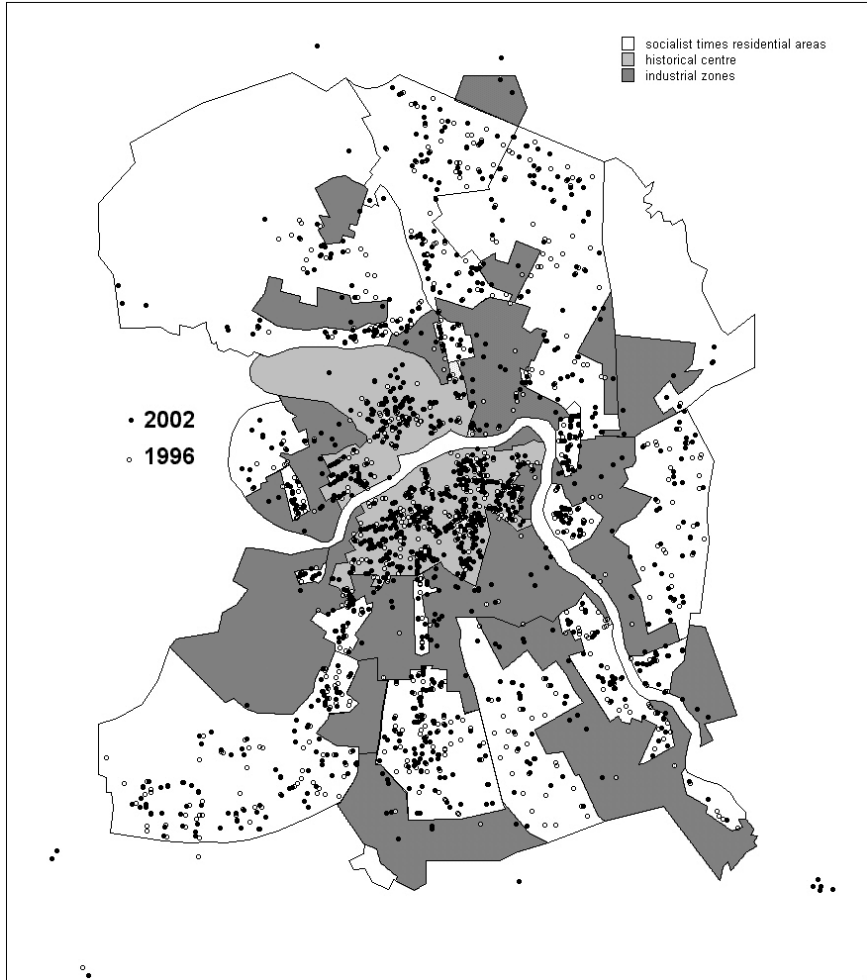 socialist times residential areas
historical centre
industrial zones
2002
1996